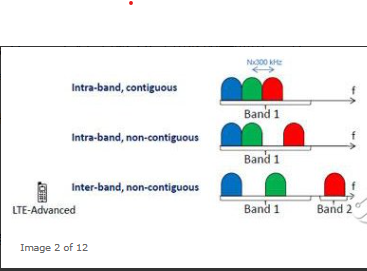 Nx300 kHz
Intra-band, contiguous
f
Band 1
Intra-band, non-contiguous
f
Band 1
Inter-band, non-contiguous
f
LTE-Advanced
Band 1
Band 2
Image 2 of 12